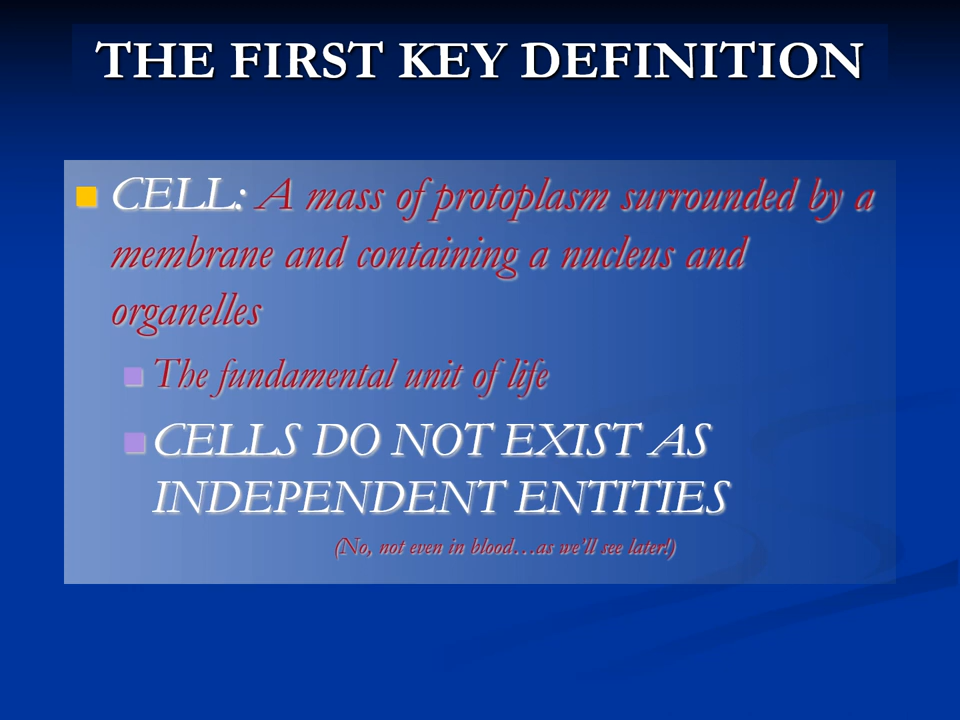 THE FIRST KEY DEFINITION
CELL: A mass of protoplasm surrounded by a
membrane and containing a nucleus and
organelles
The fundamental unit of life
CELLS DO NOT EXIST AS
INDEPENDENT ENTITIES
(No, not even in blood…as we'll see later!)